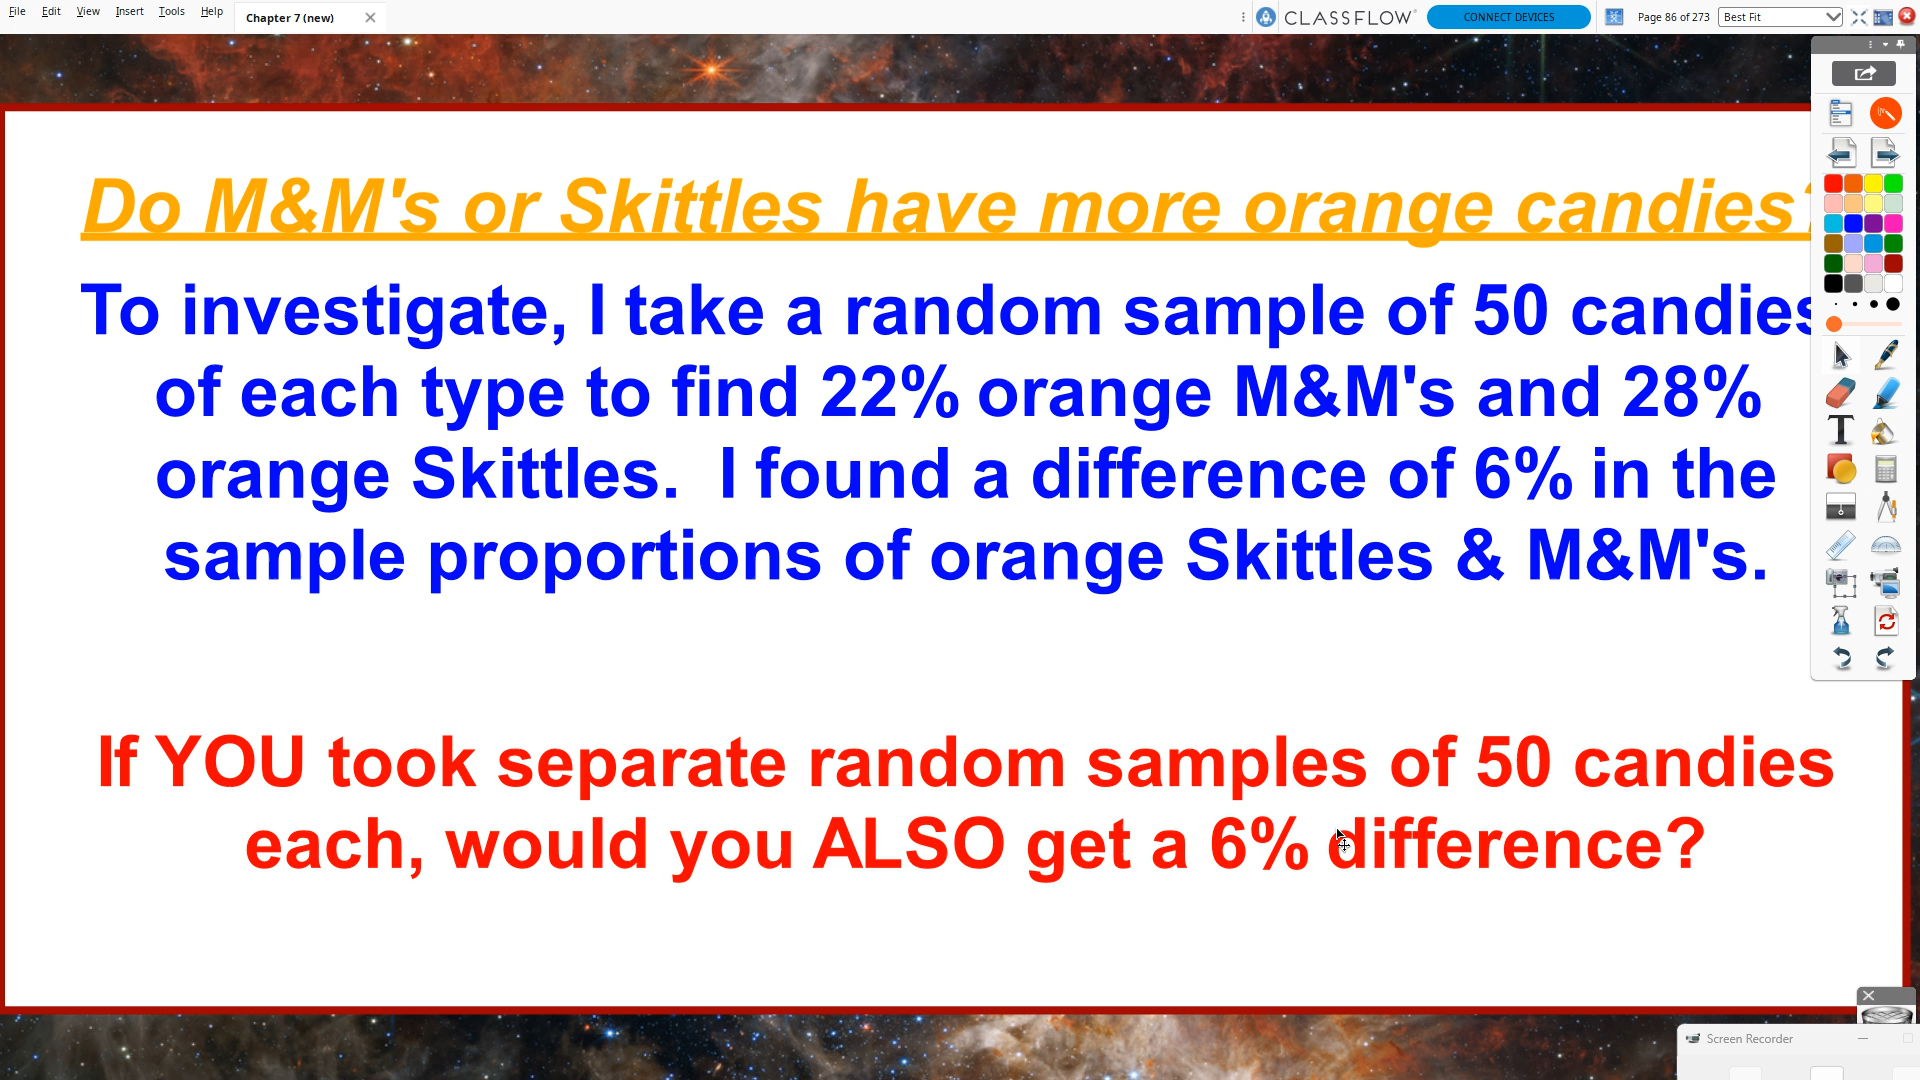 File Edit View Insert Tools Help
Chapter 7 (new)
CLASSFLOW
CONNECT DEVICES
Page 86 of 273
Best Fit
Do M&M's or Skittles have more orange candies?
To investigate, I take a random sample of 50 candies
of each type to find 22% orange M&M's and 28%
orange Skittles. I found a difference of 6% in the
sample proportions of orange Skittles & M&M's.
If YOU took separate random samples of 50 candies
each, would you ALSO get a 6% difference?
Screen Recorder